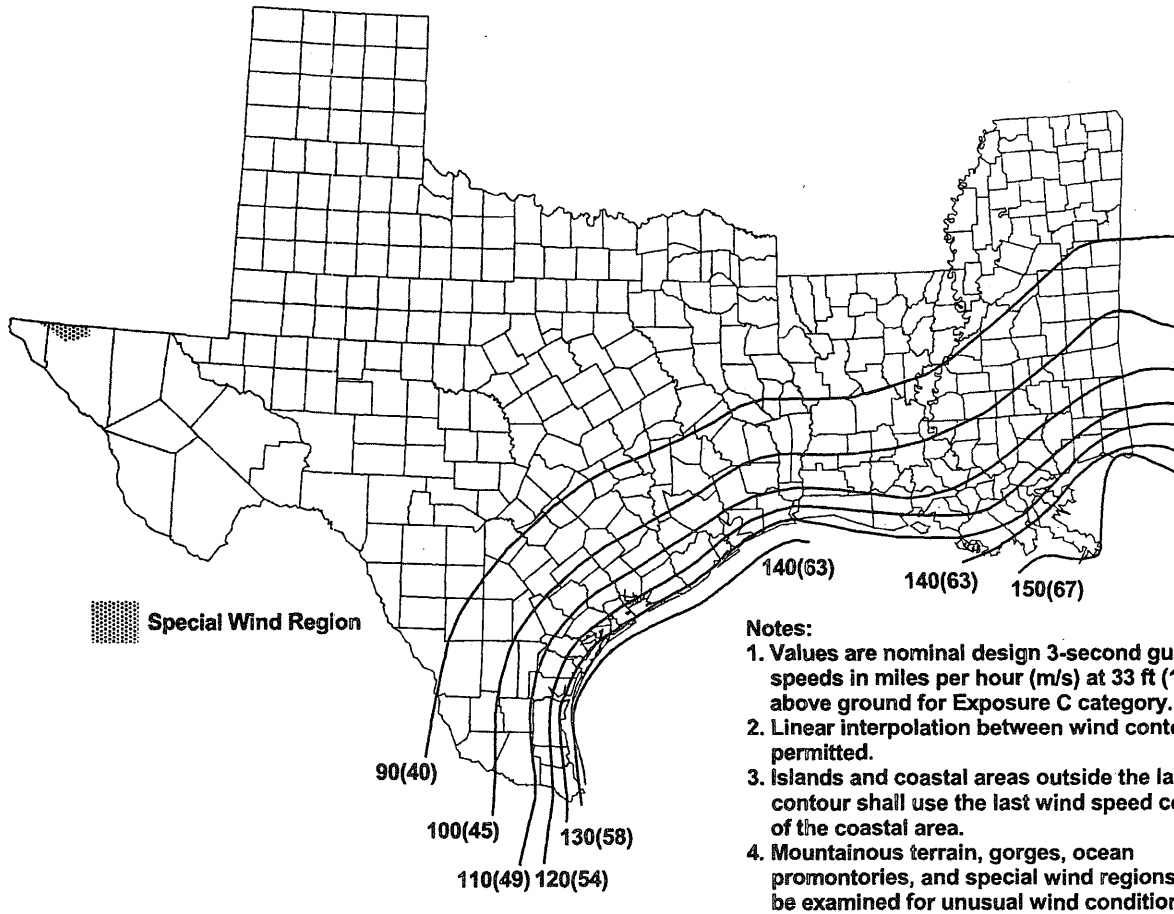 140(63)
140(63)
150(67)
Special Wind Region
90(40)
100(45)
130(58)
110(49) 120(54)
Notes:
1. Values are nominal design 3-second gu
speeds in miles per hour (m/s) at 33 ft (1
above ground for Exposure C category.
2. Linear interpolation between wind conto
permitted.
3. Islands and coastal areas outside the la
contour shall use the last wind speed co
of the coastal area.
4. Mountainous terrain, gorges, ocean
promontories, and special wind regions
be examined for unusual wind condition